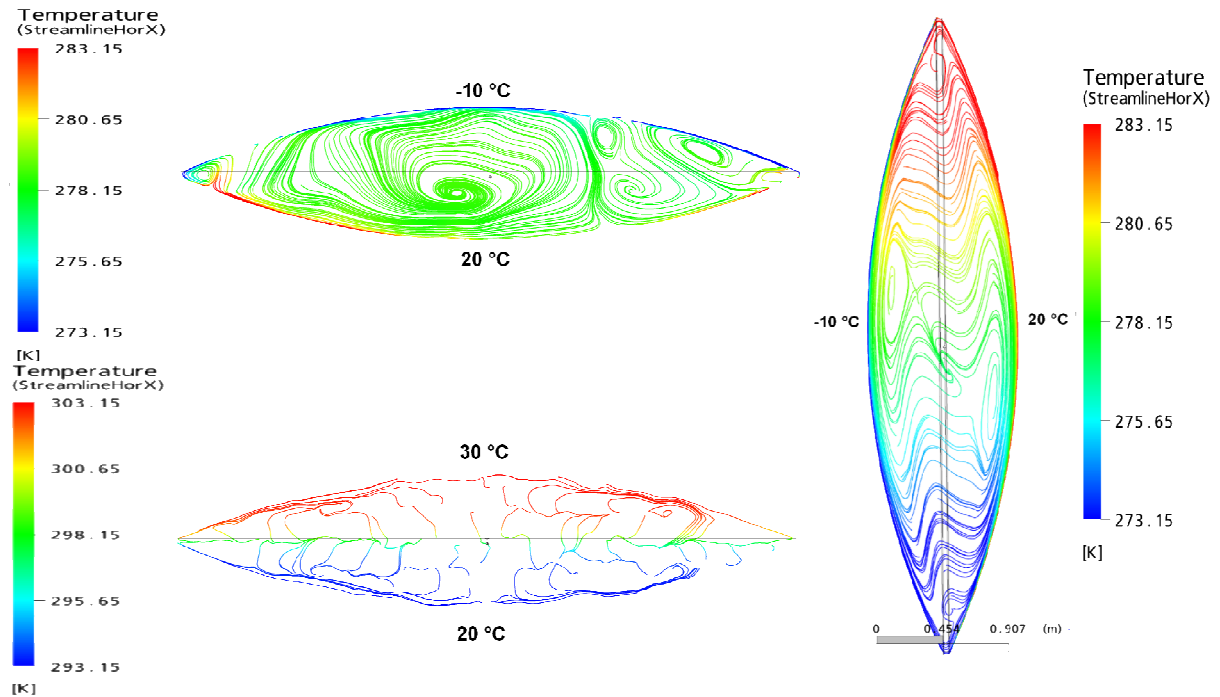 Temperature
(StreamlineHorX)
283.15
280.65
278.15
275.65
273.15
[K]
-10 °C
20 °C
Temperature
(StreamlineHorX)
303.15
300.65
298.15
295.65
293.15
[K]
30 °C
20 °C
-10 °C
20 °C
0 0.454 0.907 (m)
Temperature
(StreamlineHorX)
283.15
280.65
278.15
275.65
273.15
[K]